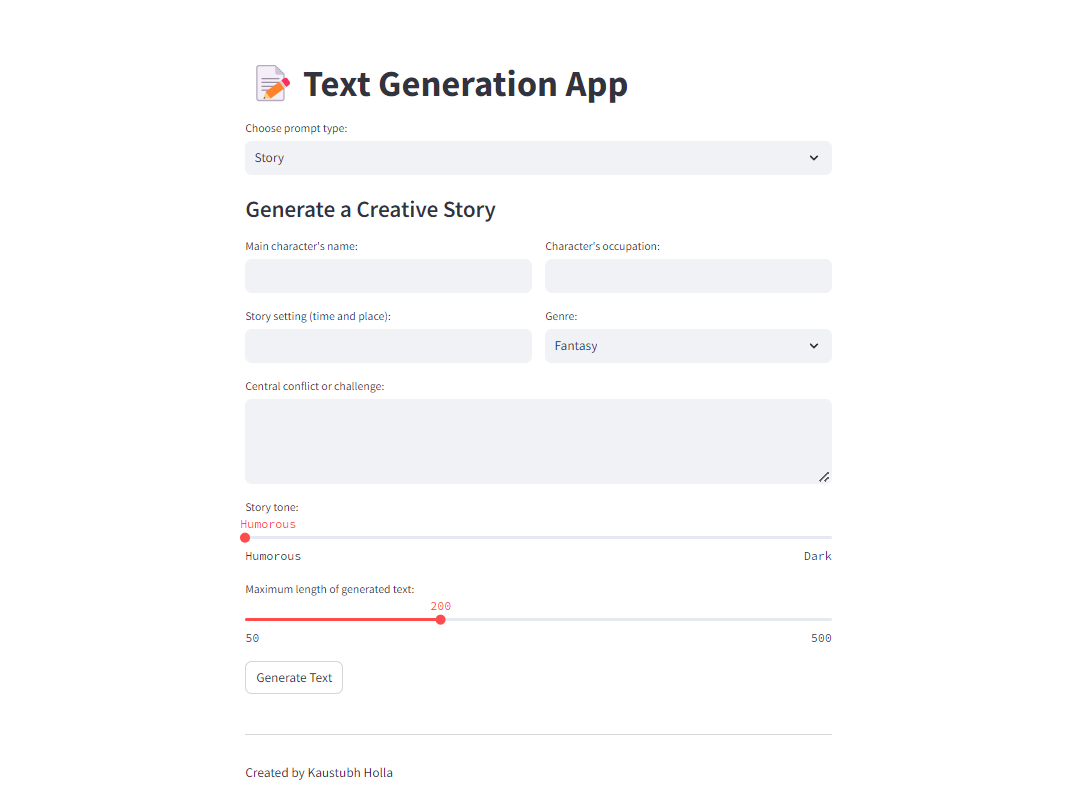 Text Generation App
Choose prompt type:
Story
Generate a Creative Story
Main character's name: Character's occupation:
Story setting (time and place): Genre:
Fantasy
Central conflict or challenge:
Story tone:
Humorous
Humorous Dark
Maximum length of generated text:
200
50 500
Generate Text
Created by Kaustubh Holla